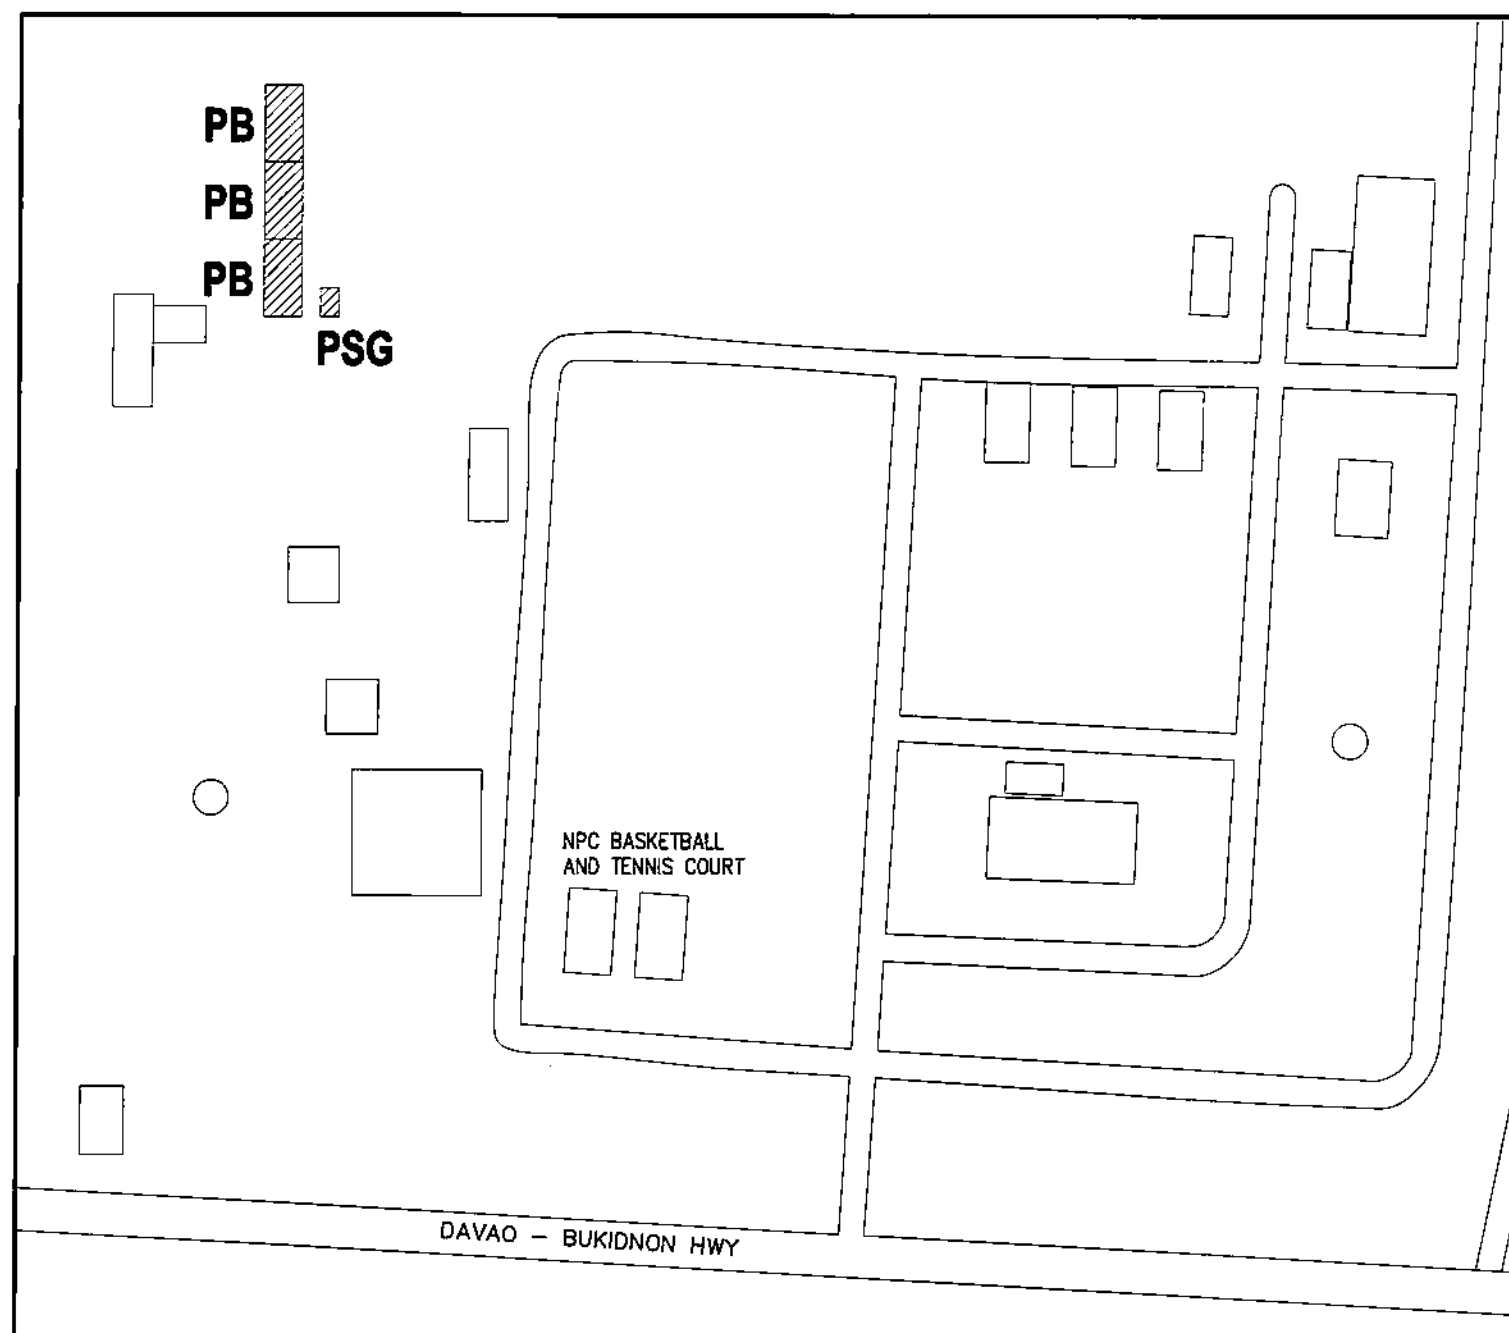 PB
PB
PB
PSG
NPC BASKETBALL
AND TENNIS COURT
DAVAO – BUKIDNON HWY